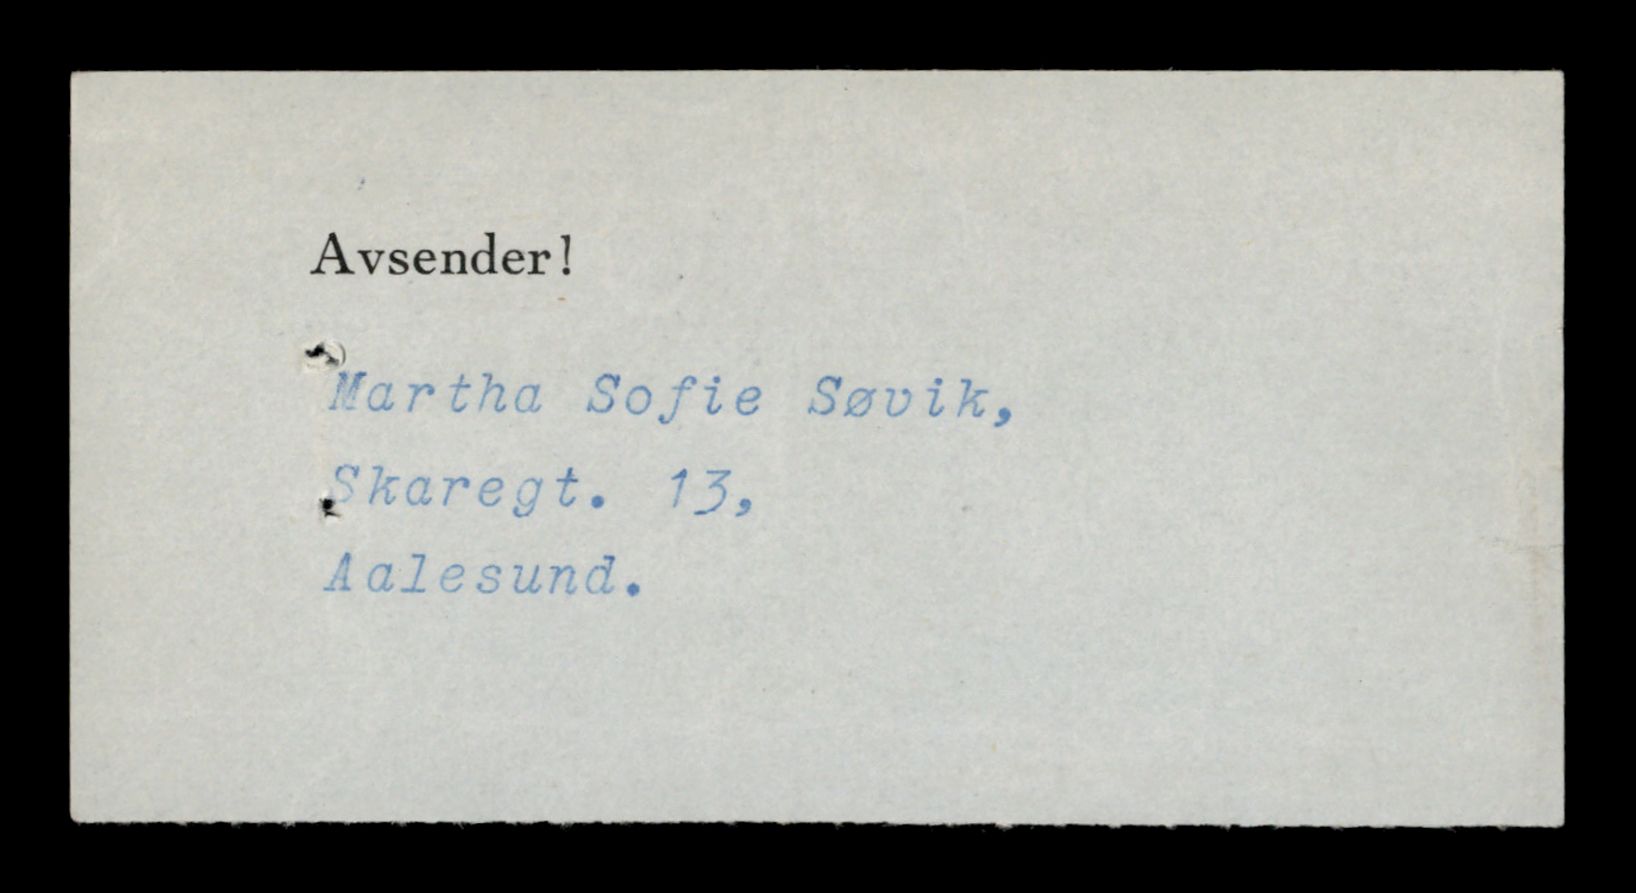 Avsender!
Martha Sofie Søvik,
Skaregt. 13,
Aalesund.